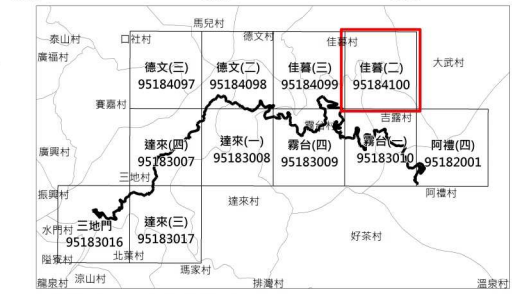 馬兒村
泰山村
口社村
德文村
佳暮村
廣福村
大武村
德文(三)
95184097
德文(二)
95184098
佳暮(三)
95184099
佳暮(二)
95184100
賽嘉村
吉露村
霧台村
廣興村
達來(四)
95183007
達來(一)
95183008
霧台(四)
95183009
霧台(一)
95183010
阿禮(四)
95182001
三地村
振興村
阿禮村
達來村
水門村
三地門
95183016
達來(三)
95183017
好茶村
隘寮村
北葉村
瑪家村
龍泉村
涼山村
排灣村
溫泉村